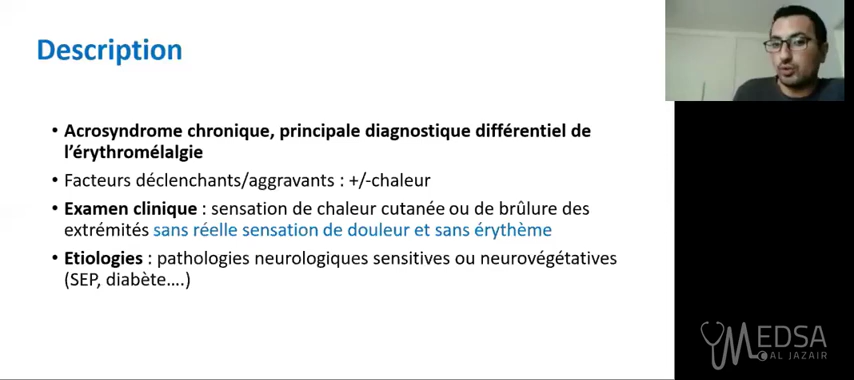 Description
• Acrosyndrome chronique, principale diagnostique différentiel de
l'érythromélalgie
• Facteurs déclenchants/aggravants : +/-chaleur
• Examen clinique : sensation de chaleur cutanée ou de brûlure des
extrémités sans réelle sensation de douleur et sans érythème
• Etiologies : pathologies neurologiques sensitives ou neurovégétatives
(SEP, diabète….)
MEDSA
AL JAZAIR